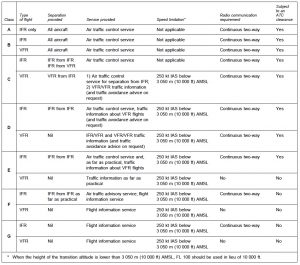 Class
Type of flight
Separation provided
Service provided
Speed limitation*
Radio communication requirement
Subject to an ATC clearance
A IFR only All aircraft Air traffic control service Not applicable Continuous two-way Yes
B IFR All aircraft Air traffic control service Not applicable Continuous two-way Yes
VFR All aircraft Air traffic control service Not applicable Continuous two-way Yes
C IFR IFR from IFR Air traffic control service Not applicable Continuous two-way Yes
IFR from VFR
VFR VFR from IFR 1) Air traffic control service for separation from IFR; 250 kt IAS below 3 050 m (10 000 ft) AMSL Continuous two-way Yes
2) VFR/VFR traffic information (and traffic avoidance advice on request)
D IFR IFR from IFR Air traffic control service, traffic information about VFR flights (and traffic avoidance advice on request) 250 kt IAS below 3 050 m (10 000 ft) AMSL Continuous two-way Yes
VFR Nil IFR/VFR and VFR/VFR traffic information (and traffic avoidance advice on request) 250 kt IAS below 3 050 m (10 000 ft) AMSL Continuous two-way Yes
E IFR IFR from IFR Air traffic control service and, as far as practical, traffic information about VFR flights 250 kt IAS below 3 050 m (10 000 ft) AMSL Continuous two-way Yes
VFR Nil Traffic information as far as practical 250 kt IAS below 3 050 m (10 000 ft) AMSL No No
F IFR IFR from IFR as far as practical Air traffic advisory service; flight information service 250 kt IAS below 3 050 m (10 000 ft) AMSL Continuous two-way No
VFR Nil Flight information service 250 kt IAS below 3 050 m (10 000 ft) AMSL No No
G IFR Nil Flight information service 250 kt IAS below 3 050 m (10 000 ft) AMSL Continuous two-way No
VFR Nil Flight information service 250 kt IAS below 3 050 m (10 000 ft) AMSL No No
* When the height of the transition altitude is lower than 3 050 m (10 000 ft) AMSL, FL 100 should be used in lieu of 10 000 ft.